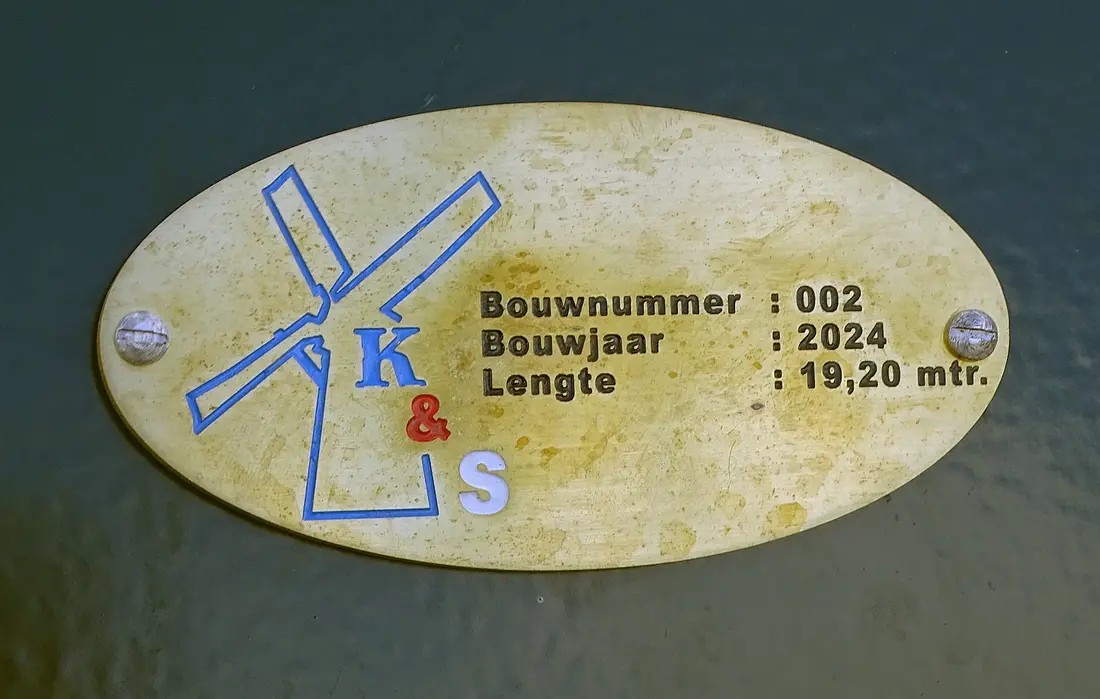 K
&
S
Bouwnummer : 002
Bouwjaar : 2024
Lengte : 19,20 mtr.